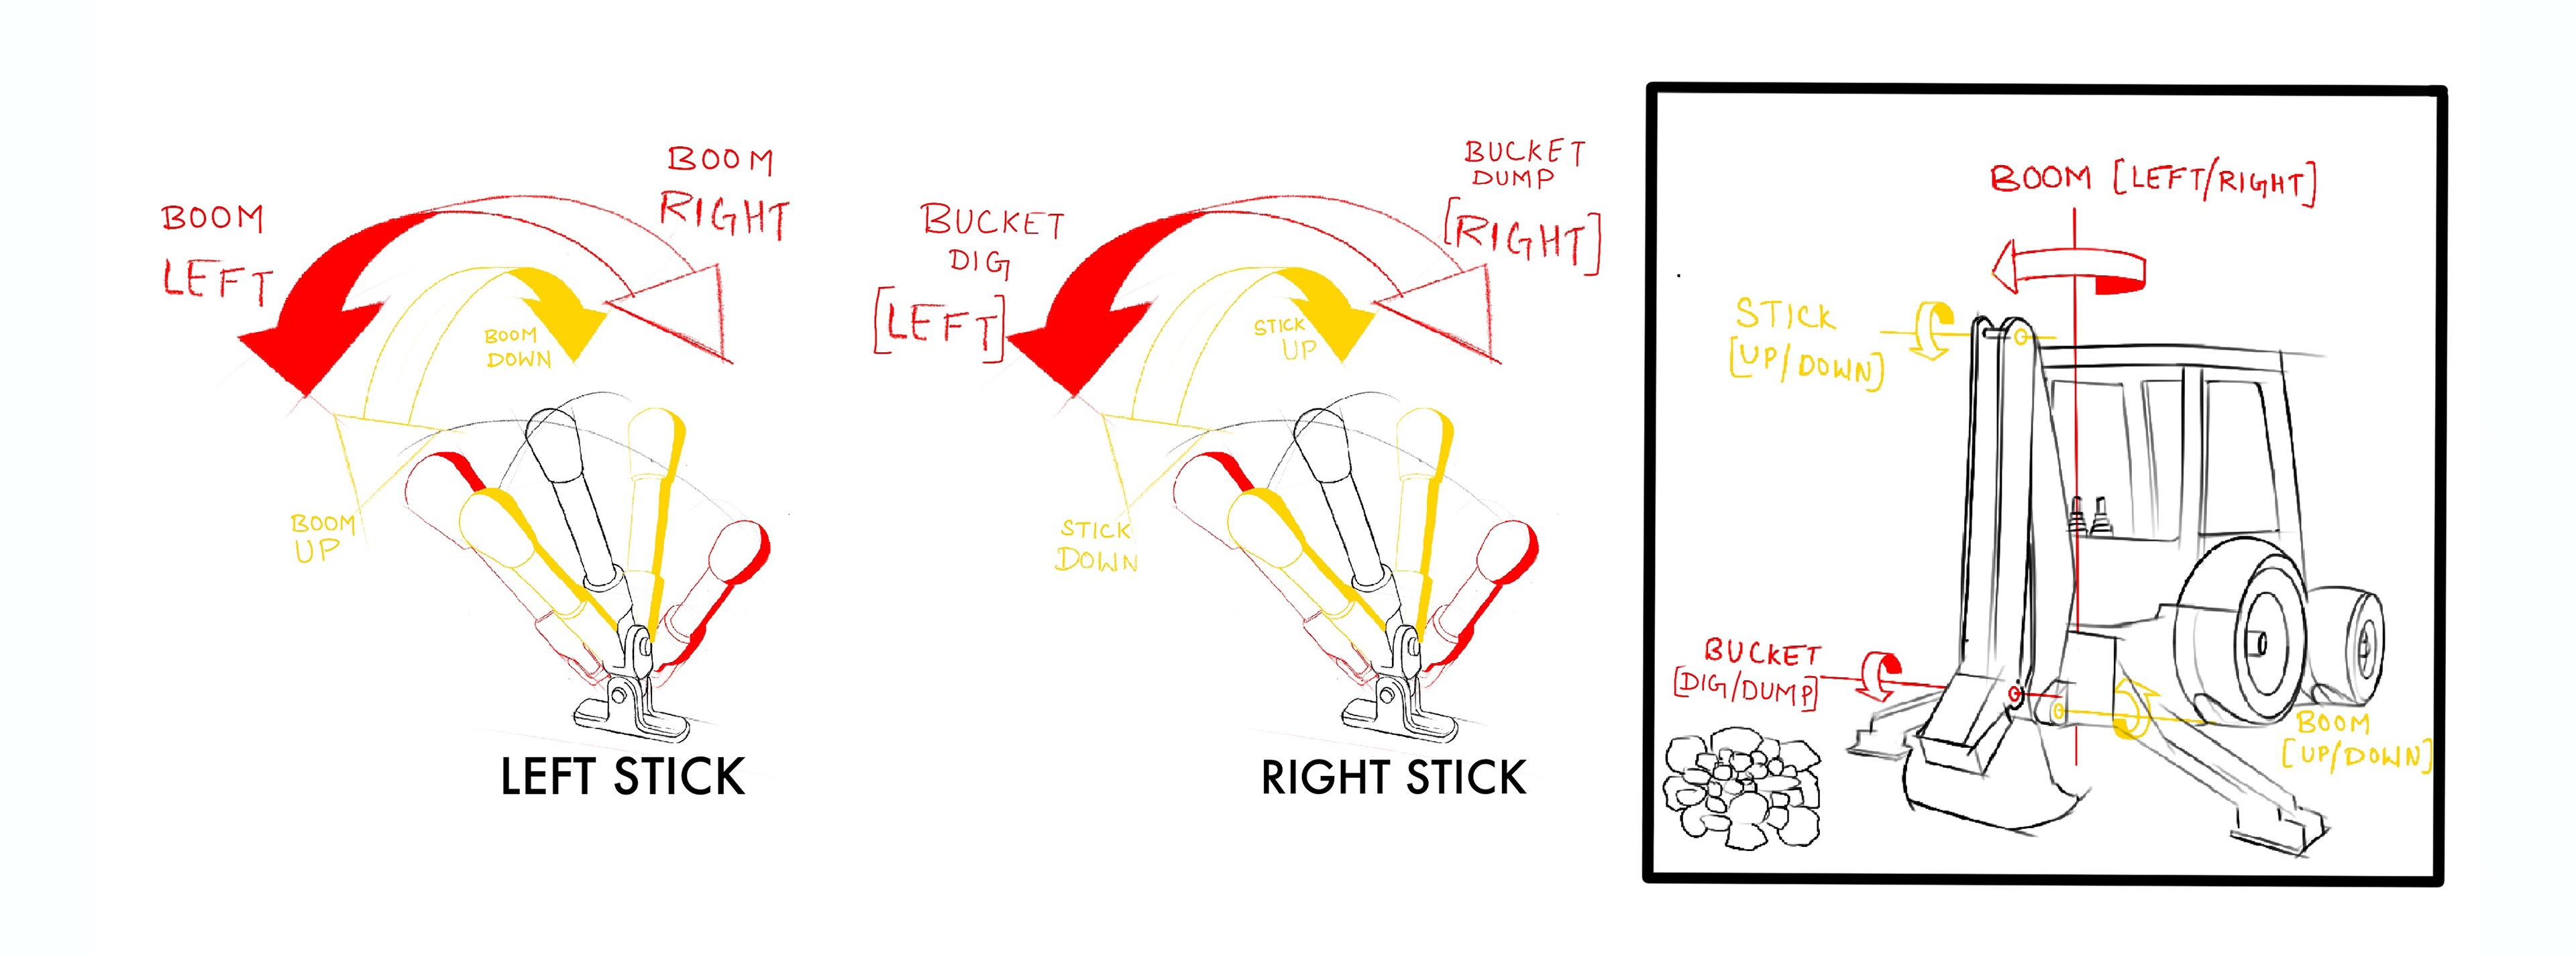 BOOM
LEFT
BOOM
RIGHT
BOOM
DOWN
BOOM
UP
LEFT STICK
BUCKET
DIG
[LEFT]
BUCKET
DUMP
[RIGHT]
STICK
UP
STICK
DOWN
RIGHT STICK
BOOM [LEFT/RIGHT]
STICK
[UP/DOWN]
BUCKET
[DIG/DUMP]
BOOM
[UP/DOWN]